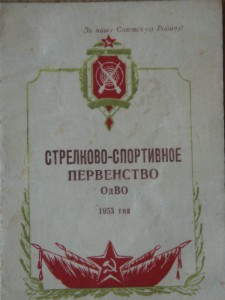 За нашу Советскую Родину!
СТРЕЛКОВО-СПОРТИВНОЕ
ПЕРВЕНСТВО
ОдВО
1953 год